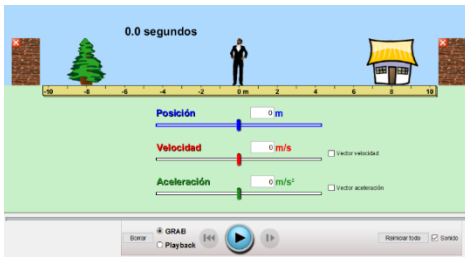 0.0 segundos
-10 -8 -6 -4 -2 0 m 2 4 6 8 10
Posición 0 m
Velocidad 0 m/s
Vector velocidad
Aceleración 0 m/s²
Vector aceleración
GRAB
Borrar
Playback
Reiniciar todo
Sonido